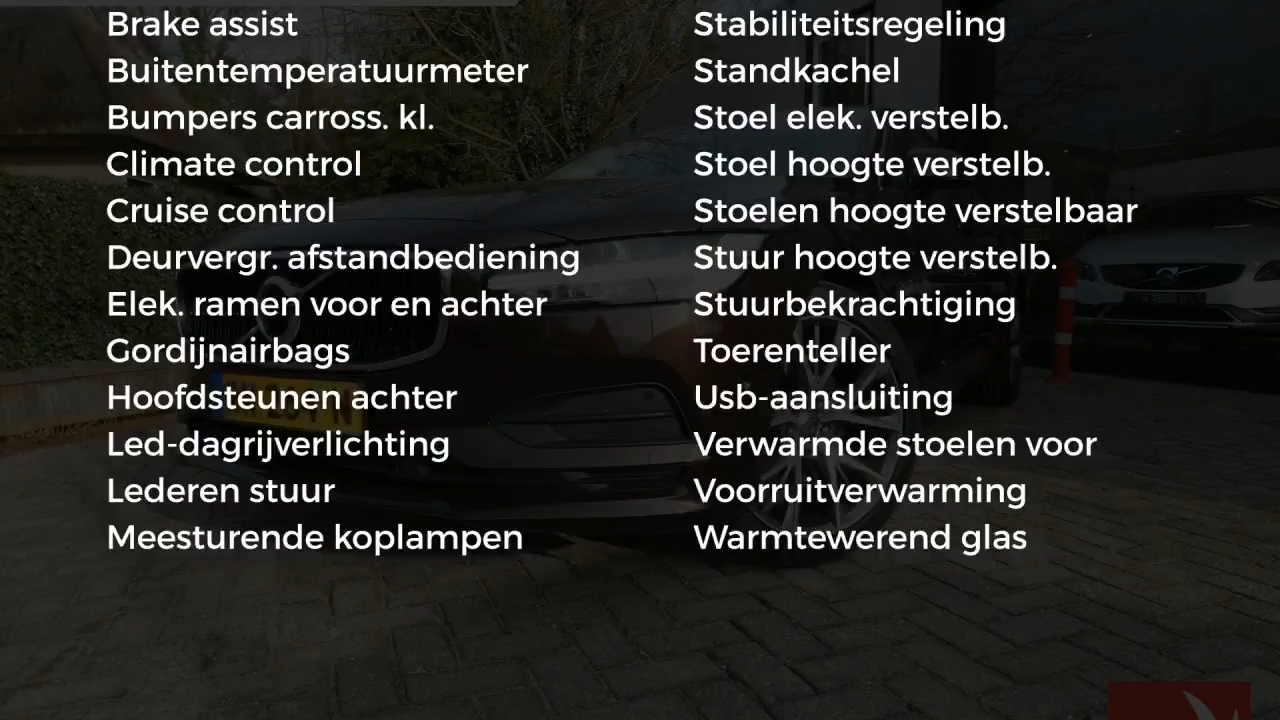 Brake assist
Buitentemperatuurmeter
Bumpers carross. kl.
Climate control
Cruise control
Deurvergr. afstandbediening
Elek. ramen voor en achter
Gordijnairbags
Hoofdsteunen achter
Led-dagrijverlichting
Lederen stuur
Meesturende koplampen
Stabiliteitsregeling
Standkachel
Stoel elek. verstelb.
Stoel hoogte verstelb.
Stoelen hoogte verstelbaar
Stuur hoogte verstelb.
Stuurbekrachtiging
Toerenteller
Usb-aansluiting
Verwarmde stoelen voor
Voorruitverwarming
Warmtewerend glas